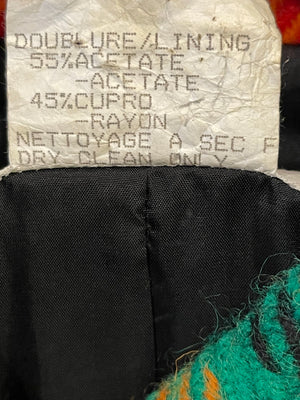 DOUBLURE/LINING
55%ACETATE
-ACETATE
45%CUPRO
-RAYON
NETTOYAGE A SEC F
DRY CLEAN ONLY